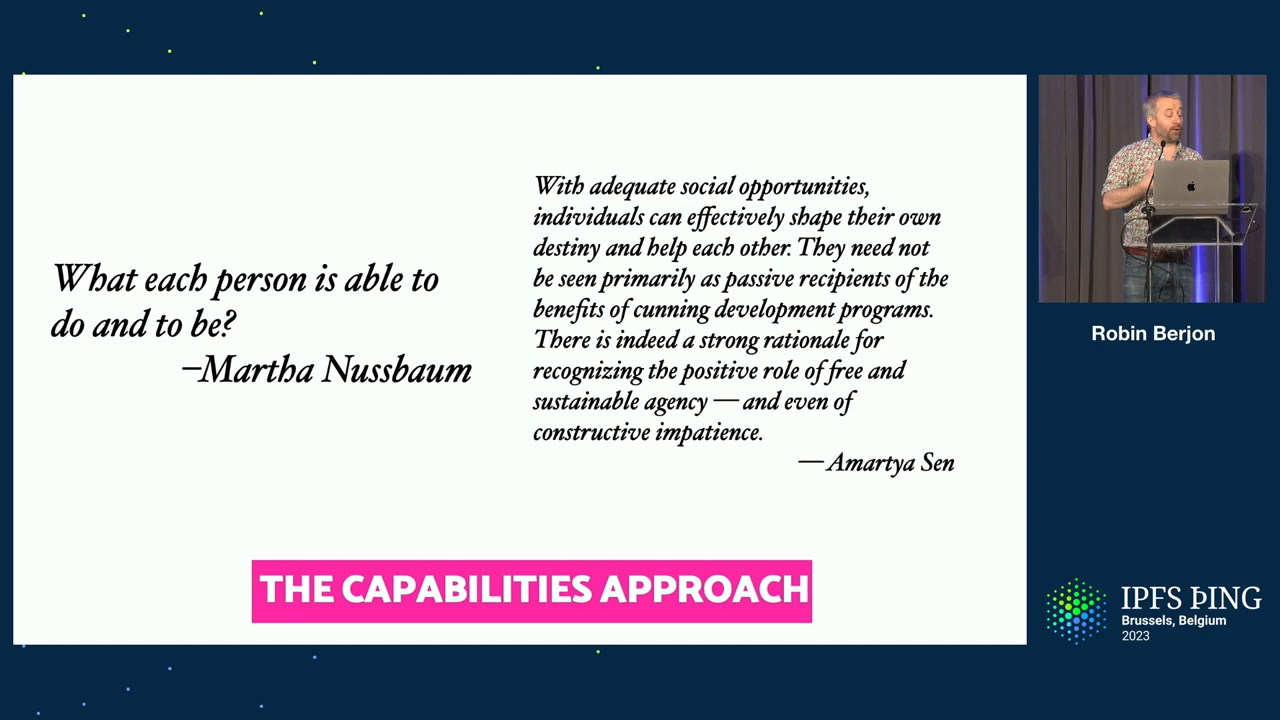 What each person is able to
do and to be?
–Martha Nussbaum
With adequate social opportunities,
individuals can effectively shape their own
destiny and help each other. They need not
be seen primarily as passive recipients of the
benefits of cunning development programs.
There is indeed a strong rationale for
recognizing the positive role of free and
sustainable agency — and even of
constructive impatience.
— Amartya Sen
THE CAPABILITIES APPROACH
Robin Berjon
IPFS ÞING
Brussels, Belgium
2023